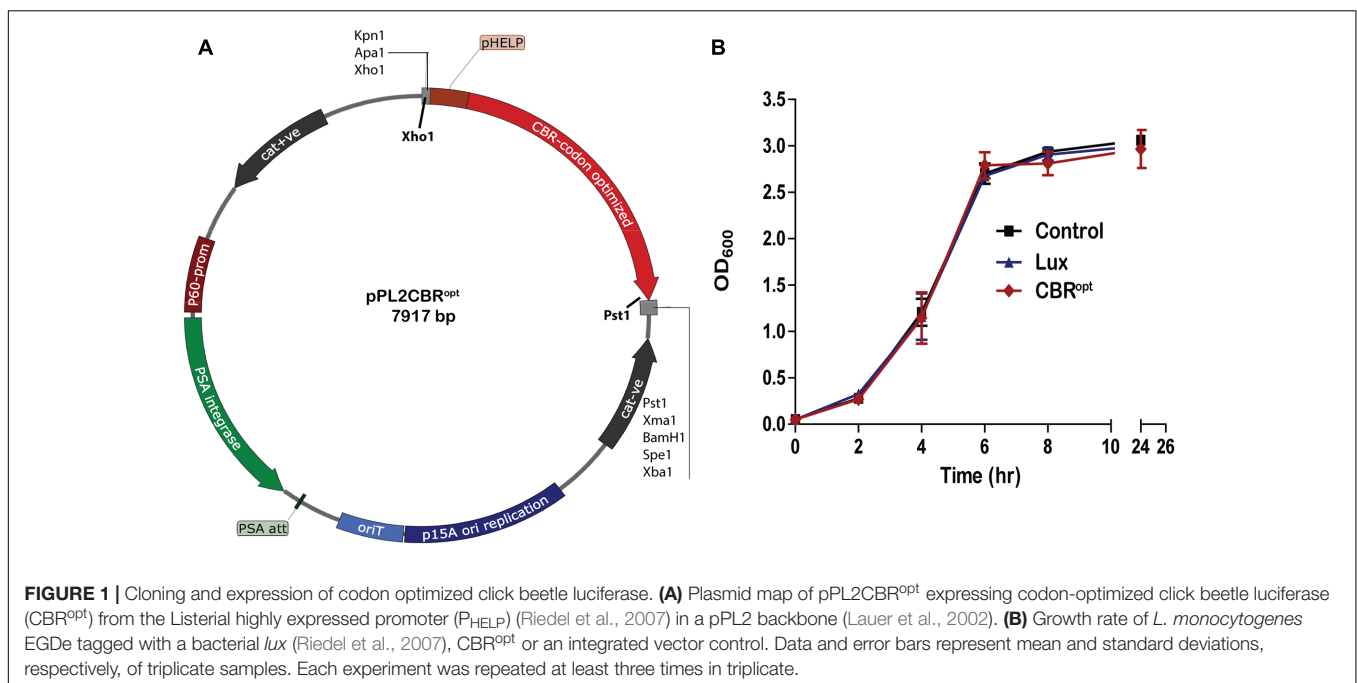 A
Kpn1
Apa1
Xho1
pHELP
Xho1
CBR-codon optimized
cat+ve
P60-prom
pPL2CBRopt
7917 bp
Pst1
cat-ve
Pst1
Xma1
BamH1
Spe1
Xba1
PSA integrase
PSA att
oriT
p15A ori replication
B
3.5
3.0
2.5
2.0
1.5
1.0
0.5
0.0
OD600
Control
Lux
CBRopt
0 2 4 6 8 10 24 26
Time (hr)
FIGURE 1 | Cloning and expression of codon optimized click beetle luciferase. (A) Plasmid map of pPL2CBRopt expressing codon-optimized click beetle luciferase
(CBRopt) from the Listerial highly expressed promoter (PHELP) (Riedel et al., 2007) in a pPL2 backbone (Lauer et al., 2002). (B) Growth rate of L. monocytogenes
EGDe tagged with a bacterial lux (Riedel et al., 2007), CBRopt or an integrated vector control. Data and error bars represent mean and standard deviations,
respectively, of triplicate samples. Each experiment was repeated at least three times in triplicate.